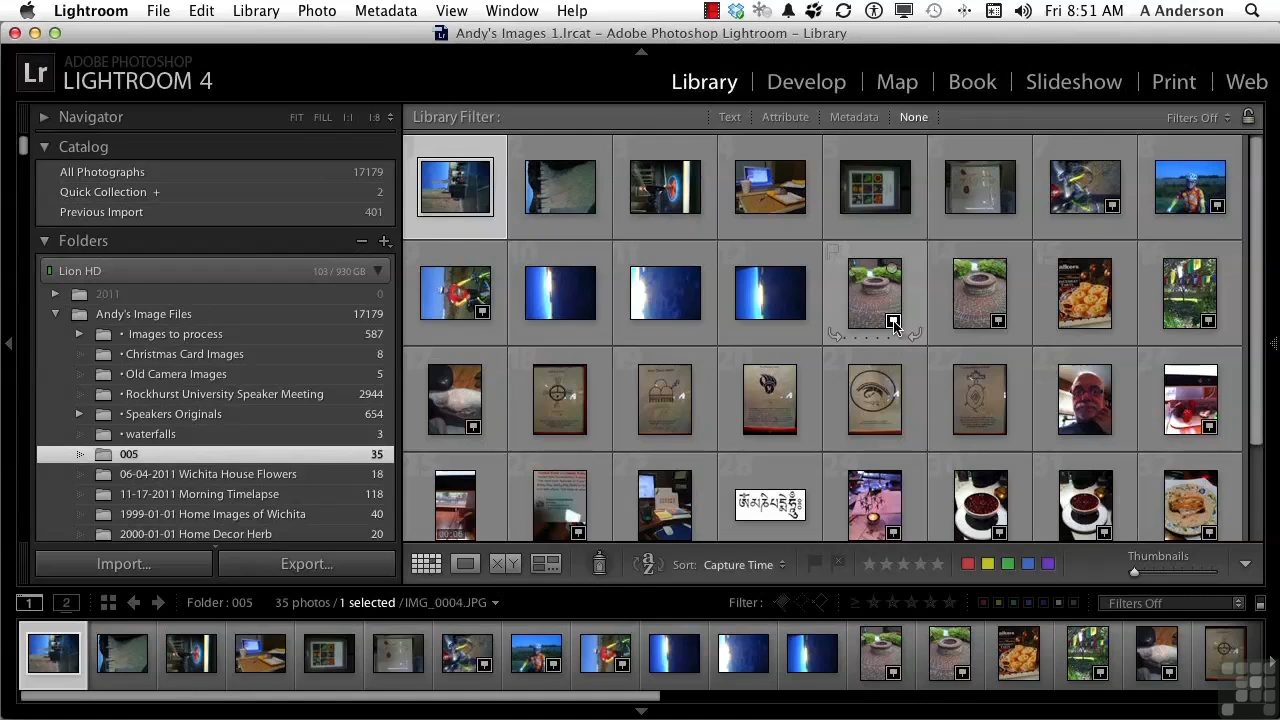 Lightroom File Edit Library Photo Metadata View Window Help Fri 8:51 AM A Anderson
Andy's Images 1.lrcat - Adobe Photoshop Lightroom - Library
Lr ADOBE PHOTOSHOP
LIGHTROOM 4
Library | Develop | Map | Book | Slideshow | Print | Web
Navigator FIT FILL 1:1 1:8
Library Filter : Text Attribute Metadata None Filters Off
Catalog
All Photographs 17179
Quick Collection + 2
Previous Import 401
Folders
Lion HD 103 / 930 GB
2011 0
Andy's Image Files 17179
• Images to process 587
• Christmas Card Images 8
• Old Camera Images 5
• Rockhurst University Speaker Meeting 2944
• Speakers Originals 654
• waterfalls 3
005 35
06-04-2011 Wichita House Flowers 18
11-17-2011 Morning Timelapse 118
1999-01-01 Home Images of Wichita 40
2000-01-01 Home Decor Herb 20
00:06
Import... Export...
XY Sort: Capture Time Thumbnails
1 2 Folder : 005 35 photos / 1 selected / IMG_0004.JPG Filter : Filters Off